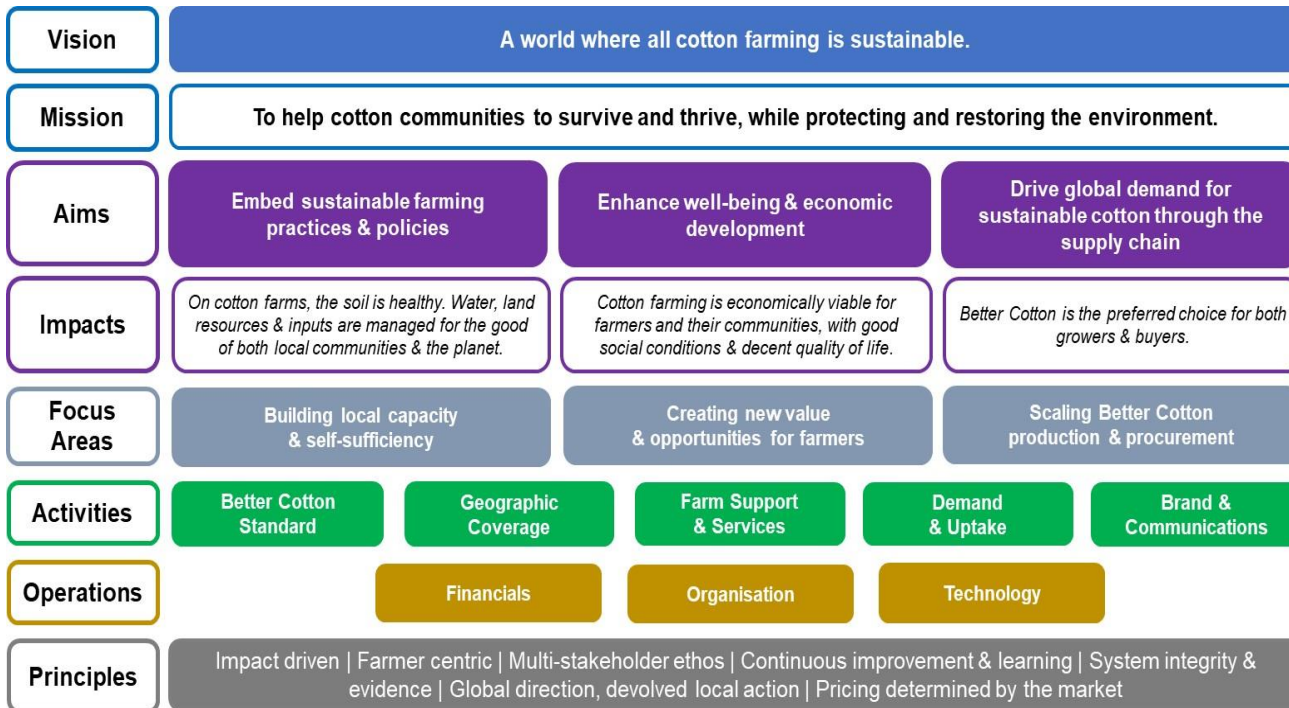 Vision
A world where all cotton farming is sustainable.
Mission
To help cotton communities to survive and thrive, while protecting and restoring the environment.
Aims
Embed sustainable farming
practices & policies
Enhance well-being & economic
development
Drive global demand for
sustainable cotton through the
supply chain
Impacts
On cotton farms, the soil is healthy. Water, land
resources & inputs are managed for the good
of both local communities & the planet.
Cotton farming is economically viable for
farmers and their communities, with good
social conditions & decent quality of life.
Better Cotton is the preferred choice for both
growers & buyers.
Focus
Areas
Building local capacity
& self-sufficiency
Creating new value
& opportunities for farmers
Scaling Better Cotton
production & procurement
Activities
Better Cotton
Standard
Geographic
Coverage
Farm Support
& Services
Demand
& Uptake
Brand &
Communications
Operations
Financials
Organisation
Technology
Principles
Impact driven | Farmer centric | Multi-stakeholder ethos | Continuous improvement & learning | System integrity &
evidence | Global direction, devolved local action | Pricing determined by the market